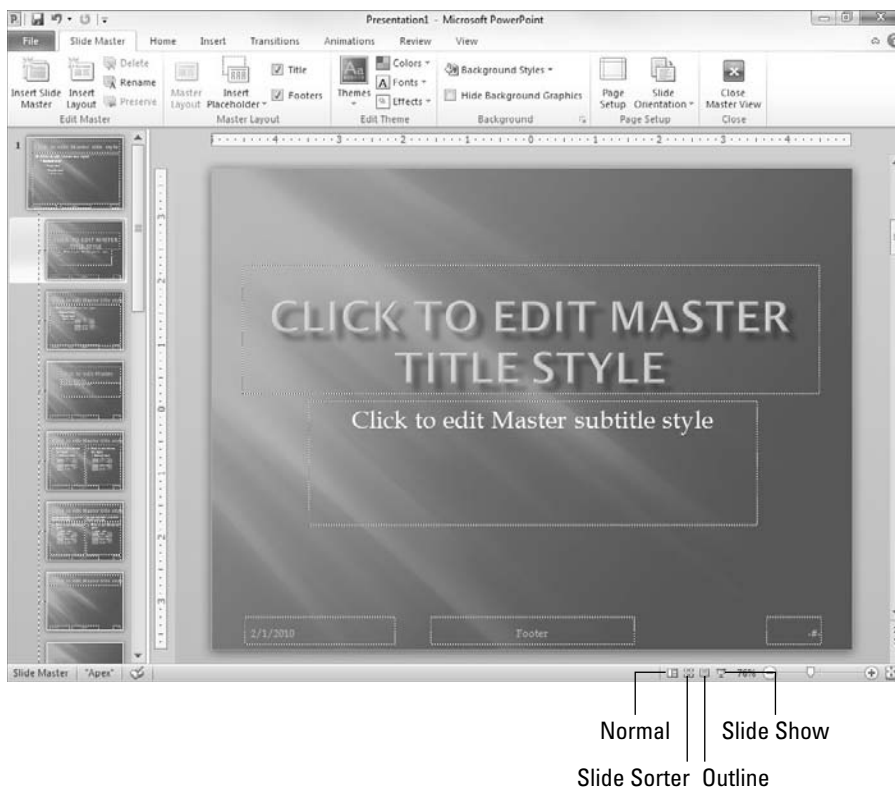 Presentation1 - Microsoft PowerPoint
File Slide Master Home Insert Transitions Animations Review View
Insert Slide Master
Insert Layout
Delete
Rename
Preserve
Edit Master
Master Layout
Insert Placeholder
Title
Footers
Master Layout
Themes
Colors
Fonts
Effects
Edit Theme
Background Styles
Hide Background Graphics
Background
Page Setup
Slide Orientation
Page Setup
Close Master View
Close
1
CLICK TO EDIT MASTER
TITLE STYLE
Click to edit Master subtitle style
2/1/2010 Footer -#-
Slide Master "Apex" 76%
Normal Slide Show
Slide Sorter Outline